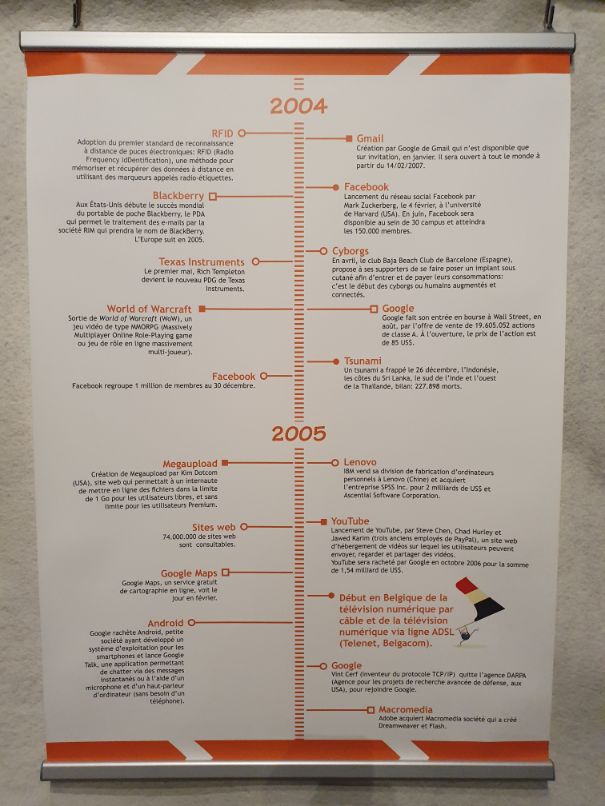 2004
RFID
Adoption du premier standard de reconnaissance
à distance de puces électroniques: RFID (Radio
Frequency IdDentification), une méthode pour
mémoriser et récupérer des données à distance en
utilisant des marqueurs appelés radio-étiquettes.
Gmail
Création par Google de Gmail qui n'est disponible que
sur invitation, en janvier. Il sera ouvert à tout le monde à
partir du 14/02/2007.
Blackberry
Aux États-Unis débute le succès mondial
du portable de poche Blackberry, le PDA
qui permet le traitement des e-mails par la
société RIM qui prendra le nom de BlackBerry.
L'Europe suit en 2005.
Facebook
Lancement du réseau social Facebook par
Mark Zuckerberg, le 4 février, à l'université
de Harvard (USA). En juin, Facebook sera
disponible au sein de 30 campus et atteindra
les 150.000 membres.
Texas Instruments
Le premier mai, Rich Templeton
devient le nouveau PDG de Texas
Instruments.
Cyborgs
En avril, le club Baja Beach Club de Barcelone (Espagne),
propose à ses supporters de se faire poser un implant sous
cutané afin d'entrer et de payer leurs consommations:
c'est le début des cyborgs ou humains augmentés et
connectés.
World of Warcraft
Sortie de World of Warcraft (WoW), un
jeu vidéo de type MMORPG (Massively
Multiplayer Online Role-Playing game
ou jeu de rôle en ligne massivement
multi-joueur).
Google
Google fait son entrée en bourse à Wall Street, en
août, par l'offre de vente de 19.605.052 actions
de classe A. À l'ouverture, le prix de l'action est
de 85 US$.
Facebook
Facebook regroupe 1 million de membres au 30 décembre.
Tsunami
Un tsunami a frappé le 26 décembre, l'Indonésie,
les côtes du Sri Lanka, le sud de l'Inde et l'ouest
de la Thaïlande, bilan: 227.898 morts.
2005
Megaupload
Création de Megaupload par Kim Dotcom
(USA), site web qui permettait à un internaute
de mettre en ligne des fichiers dans la limite
de 1 Go pour les utilisateurs libres, et sans
limite pour les utilisateurs Premium.
Lenovo
IBM vend sa division de fabrication d'ordinateurs
personnels à Lenovo (Chine) et acquiert
l'entreprise SPSS Inc. pour 2 milliards de US$ et
Ascential Software Corporation.
Sites web
74.000.000 de sites web
sont consultables.
YouTube
Lancement de YouTube, par Steve Chen, Chad Hurley et
Jawed Karim (trois anciens employés de PayPal), un site web
d'hébergement de vidéos sur lequel les utilisateurs peuvent
envoyer, regarder et partager des vidéos.
YouTube sera racheté par Google en octobre 2006 pour la somme
de 1,54 milliard de US$.
Google Maps
Google Maps, un service gratuit
de cartographie en ligne, voit le
jour en février.
Début en Belgique de la
télévision numérique par
câble et de la télévision
numérique via ligne ADSL
(Telenet, Belgacom).
Android
Google rachète Android, petite
société ayant développé un
système d'exploitation pour les
smartphones et lance Google
Talk, une application permettant
de chatter via des messages
instantanés ou à l'aide d'un
microphone et d'un haut-parleur
d'ordinateur (sans besoin d'un
téléphone).
Google
Vint Cerf (inventeur du protocole TCP/IP) quitte l'agence DARPA
(Agence pour les projets de recherche avancée de défense, aux
USA), pour rejoindre Google.
Macromedia
Adobe acquiert Macromedia société qui a créé
Dreamweaver et Flash.